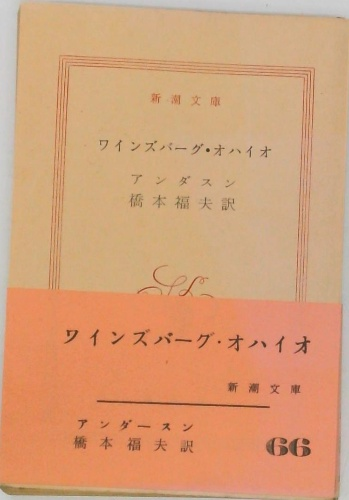 新潮文庫
ワインズバーグ・オハイオ
アンダスン
橋本福夫訳
ワインズバーグ・オハイオ
新潮文庫
アンダースン
橋本福夫訳
66